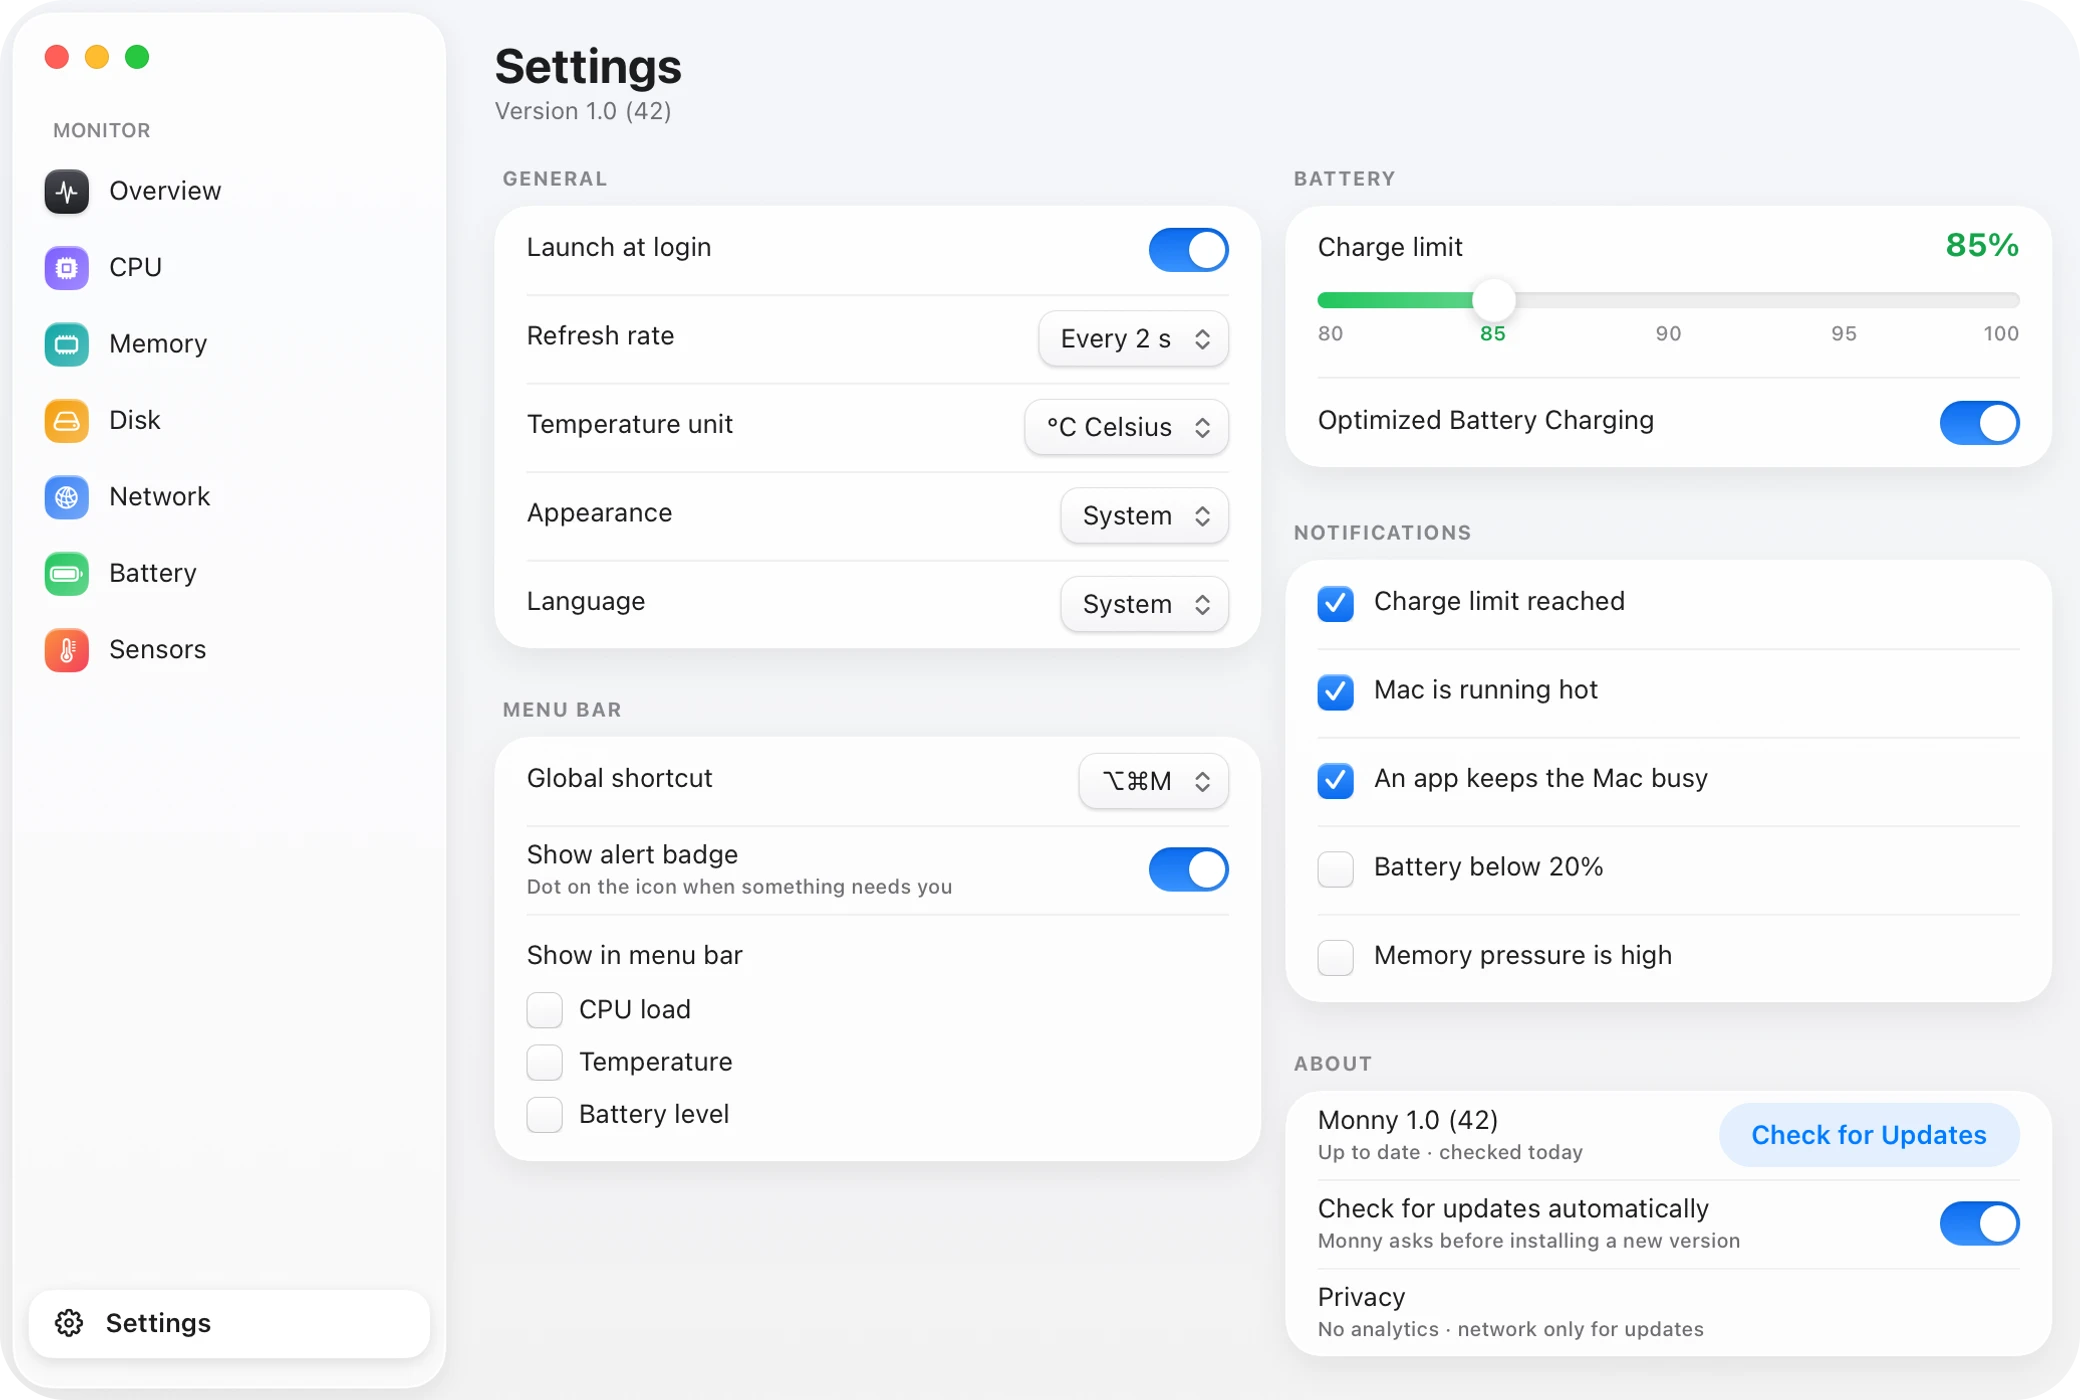 MONITOR
Overview
CPU
Memory
Disk
Network
Battery
Sensors
Settings
Settings
Version 1.0 (42)
GENERAL
Launch at login
Refresh rate
Every 2 s
Temperature unit
°C Celsius
Appearance
System
Language
System
MENU BAR
Global shortcut
⌥⌘M
Show alert badge
Dot on the icon when something needs you
Show in menu bar
CPU load
Temperature
Battery level
BATTERY
Charge limit
85%
80 85 90 95 100
Optimized Battery Charging
NOTIFICATIONS
Charge limit reached
Mac is running hot
An app keeps the Mac busy
Battery below 20%
Memory pressure is high
ABOUT
Monny 1.0 (42)
Up to date · checked today
Check for Updates
Check for updates automatically
Monny asks before installing a new version
Privacy
No analytics · network only for updates